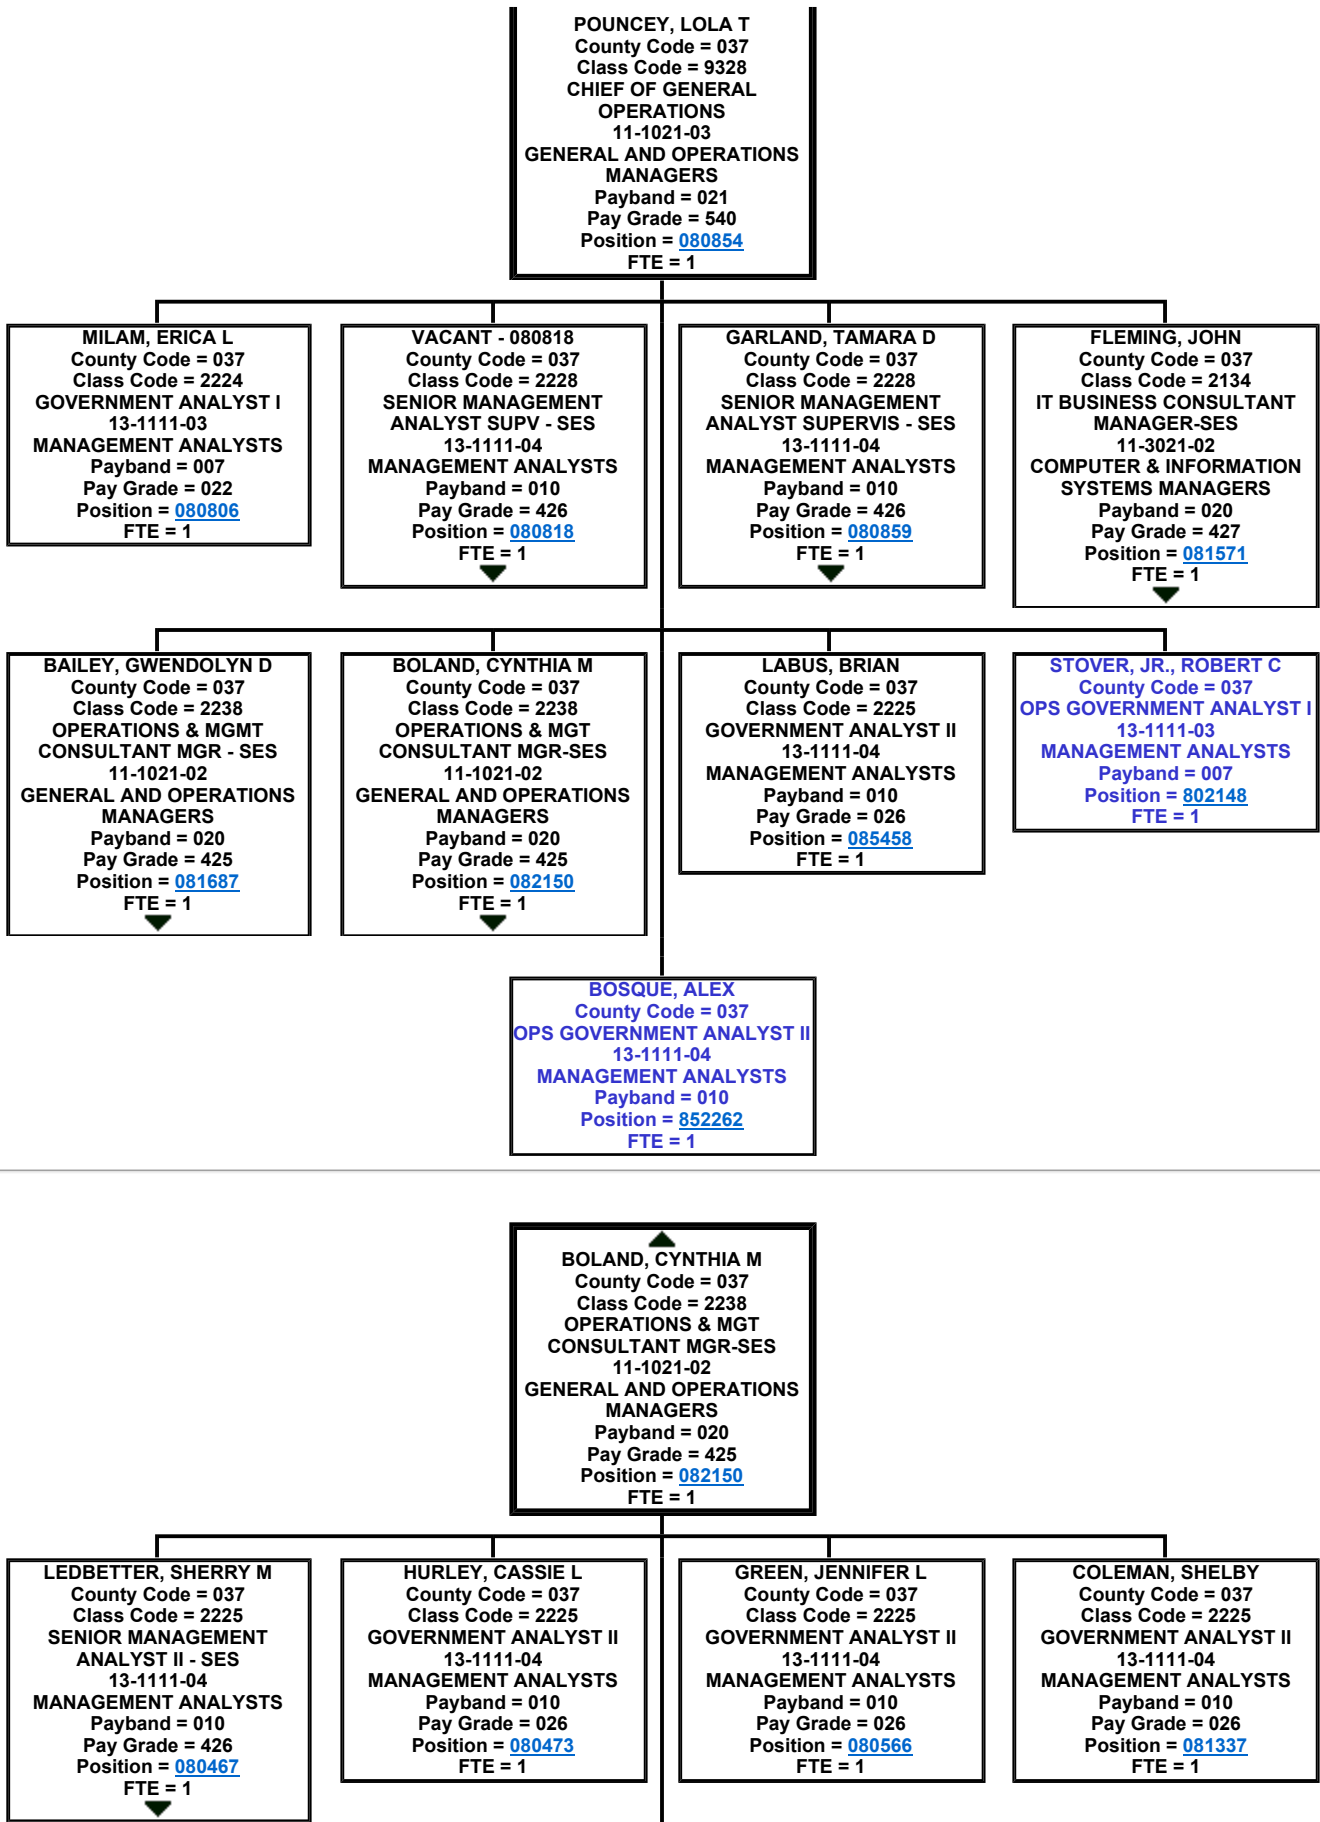 POUNCEY, LOLA T
County Code = 037
Class Code = 9328
CHIEF OF GENERAL
OPERATIONS
11-1021-03
GENERAL AND OPERATIONS
MANAGERS
Payband = 021
Pay Grade = 540
Position = 080854
FTE = 1
MILAM, ERICA L
County Code = 037
Class Code = 2224
GOVERNMENT ANALYST I
13-1111-03
MANAGEMENT ANALYSTS
Payband = 007
Pay Grade = 022
Position = 080806
FTE = 1
VACANT - 080818
County Code = 037
Class Code = 2228
SENIOR MANAGEMENT
ANALYST SUPV - SES
13-1111-04
MANAGEMENT ANALYSTS
Payband = 010
Pay Grade = 426
Position = 080818
FTE = 1
GARLAND, TAMARA D
County Code = 037
Class Code = 2228
SENIOR MANAGEMENT
ANALYST SUPERVIS - SES
13-1111-04
MANAGEMENT ANALYSTS
Payband = 010
Pay Grade = 426
Position = 080859
FTE = 1
FLEMING, JOHN
County Code = 037
Class Code = 2134
IT BUSINESS CONSULTANT
MANAGER-SES
11-3021-02
COMPUTER & INFORMATION
SYSTEMS MANAGERS
Payband = 020
Pay Grade = 427
Position = 081571
FTE = 1
BAILEY, GWENDOLYN D
County Code = 037
Class Code = 2238
OPERATIONS & MGMT
CONSULTANT MGR - SES
11-1021-02
GENERAL AND OPERATIONS
MANAGERS
Payband = 020
Pay Grade = 425
Position = 081687
FTE = 1
BOLAND, CYNTHIA M
County Code = 037
Class Code = 2238
OPERATIONS & MGT
CONSULTANT MGR-SES
11-1021-02
GENERAL AND OPERATIONS
MANAGERS
Payband = 020
Pay Grade = 425
Position = 082150
FTE = 1
LABUS, BRIAN
County Code = 037
Class Code = 2225
GOVERNMENT ANALYST II
13-1111-04
MANAGEMENT ANALYSTS
Payband = 010
Pay Grade = 026
Position = 085458
FTE = 1
STOVER, JR., ROBERT C
County Code = 037
OPS GOVERNMENT ANALYST I
13-1111-03
MANAGEMENT ANALYSTS
Payband = 007
Position = 802148
FTE = 1
BOSQUE, ALEX
County Code = 037
OPS GOVERNMENT ANALYST II
13-1111-04
MANAGEMENT ANALYSTS
Payband = 010
Position = 852262
FTE = 1
BOLAND, CYNTHIA M
County Code = 037
Class Code = 2238
OPERATIONS & MGT
CONSULTANT MGR-SES
11-1021-02
GENERAL AND OPERATIONS
MANAGERS
Payband = 020
Pay Grade = 425
Position = 082150
FTE = 1
LEDBETTER, SHERRY M
County Code = 037
Class Code = 2225
SENIOR MANAGEMENT
ANALYST II - SES
13-1111-04
MANAGEMENT ANALYSTS
Payband = 010
Pay Grade = 426
Position = 080467
FTE = 1
HURLEY, CASSIE L
County Code = 037
Class Code = 2225
GOVERNMENT ANALYST II
13-1111-04
MANAGEMENT ANALYSTS
Payband = 010
Pay Grade = 026
Position = 080473
FTE = 1
GREEN, JENNIFER L
County Code = 037
Class Code = 2225
GOVERNMENT ANALYST II
13-1111-04
MANAGEMENT ANALYSTS
Payband = 010
Pay Grade = 026
Position = 080566
FTE = 1
COLEMAN, SHELBY
County Code = 037
Class Code = 2225
GOVERNMENT ANALYST II
13-1111-04
MANAGEMENT ANALYSTS
Payband = 010
Pay Grade = 026
Position = 081337
FTE = 1